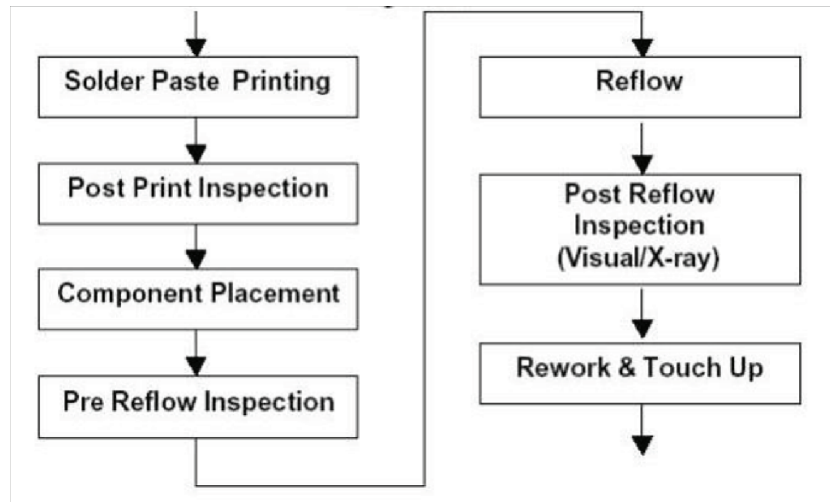 Solder Paste Printing
Post Print Inspection
Component Placement
Pre Reflow Inspection
Reflow
Post Reflow
Inspection
(Visual/X-ray)
Rework & Touch Up